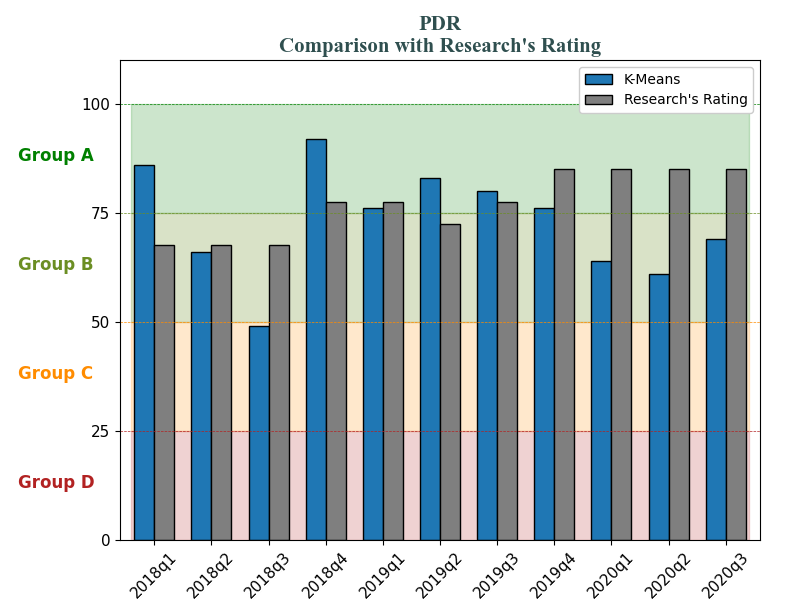 PDR
Comparison with Research's Rating
K-Means
Research's Rating
100
Group A
75
Group B
50
Group C
25
Group D
0
2018q1 2018q2 2018q3 2018q4 2019q1 2019q2 2019q3 2019q4 2020q1 2020q2 2020q3